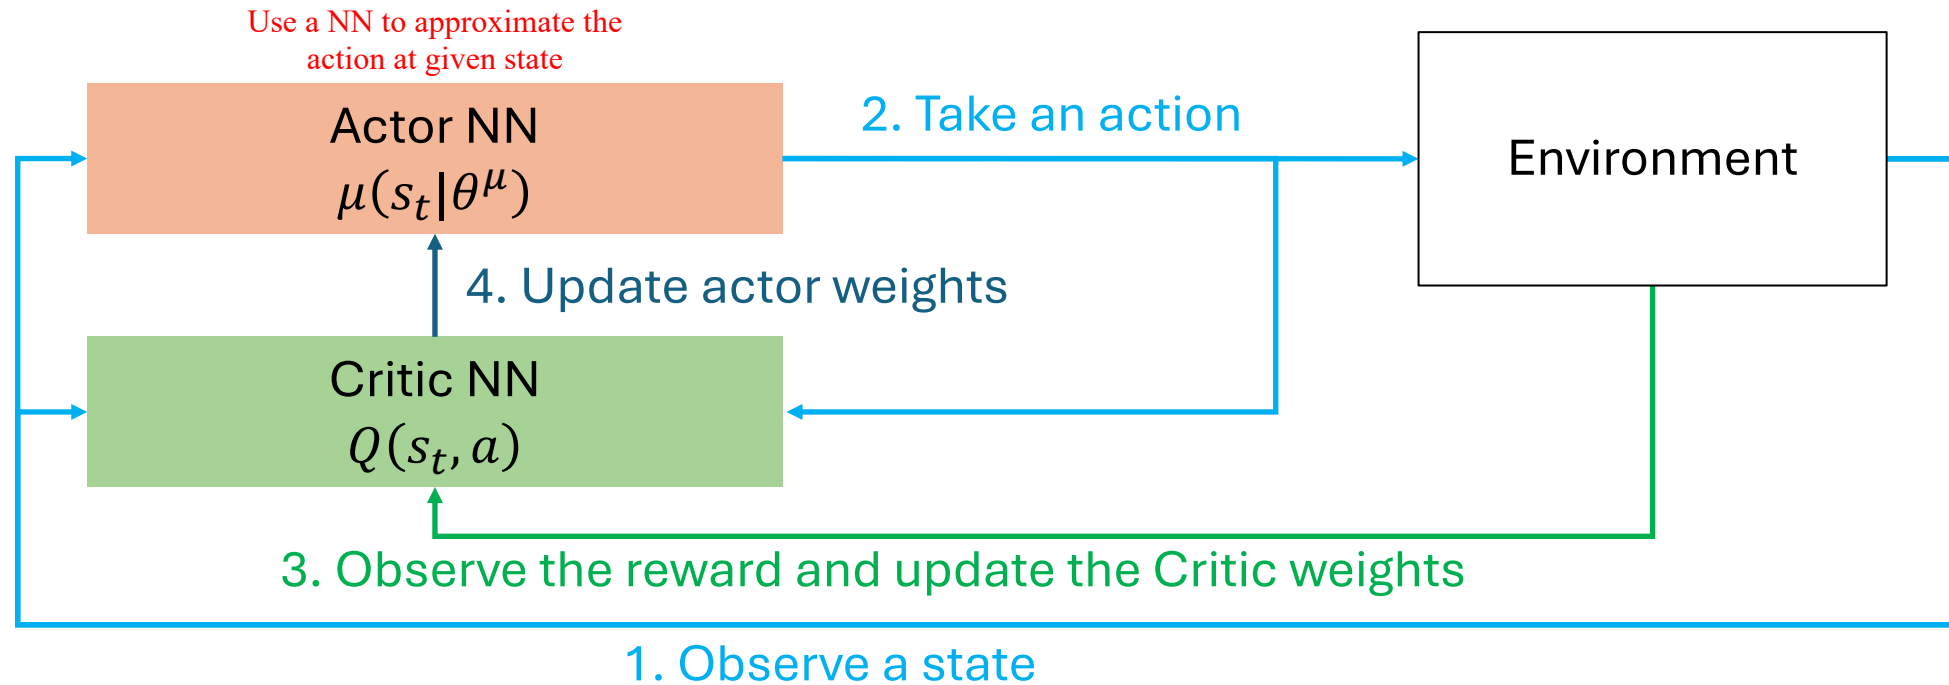 Use a NN to approximate the
action at given state
Actor NN
μ(s_t|θ^μ)
2. Take an action
Environment
4. Update actor weights
Critic NN
Q(s_t, a)
3. Observe the reward and update the Critic weights
1. Observe a state